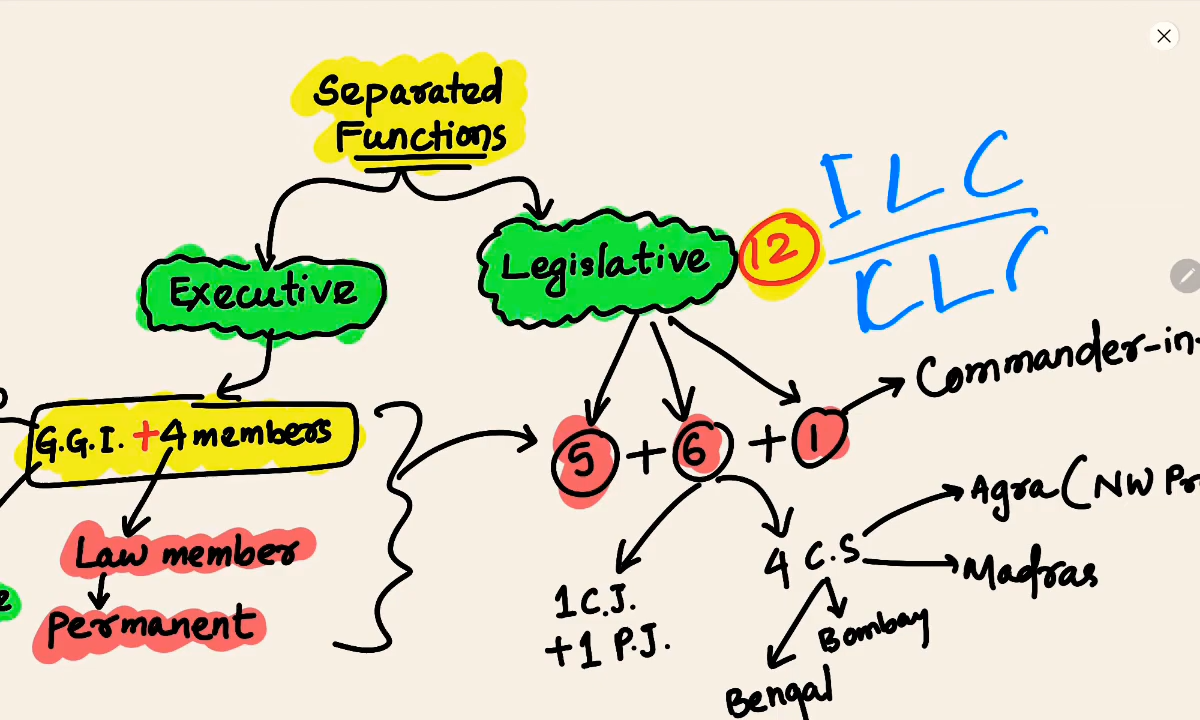 Separated
Functions
Executive
Legislative
12
ILC
CLC
G.G.I. + 4 members
Law member
Permanent
5 + 6 + 1
Commander-in-
1 C.J.
+1 P.J.
4 C.S
Agra (NW Pr
Madras
Bombay
Bengal